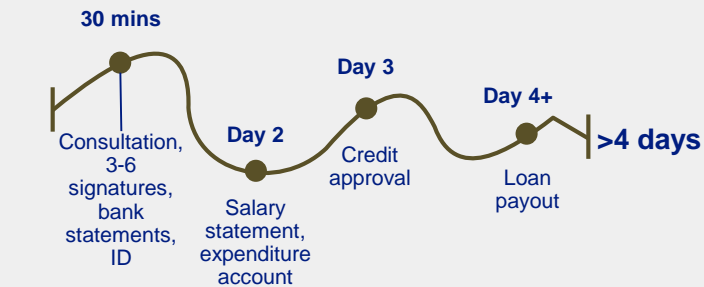 30 mins
Consultation,
3-6
signatures,
bank
statements,
ID
Day 2
Salary
statement,
expenditure
account
Day 3
Credit
approval
Day 4+
Loan
payout
>4 days